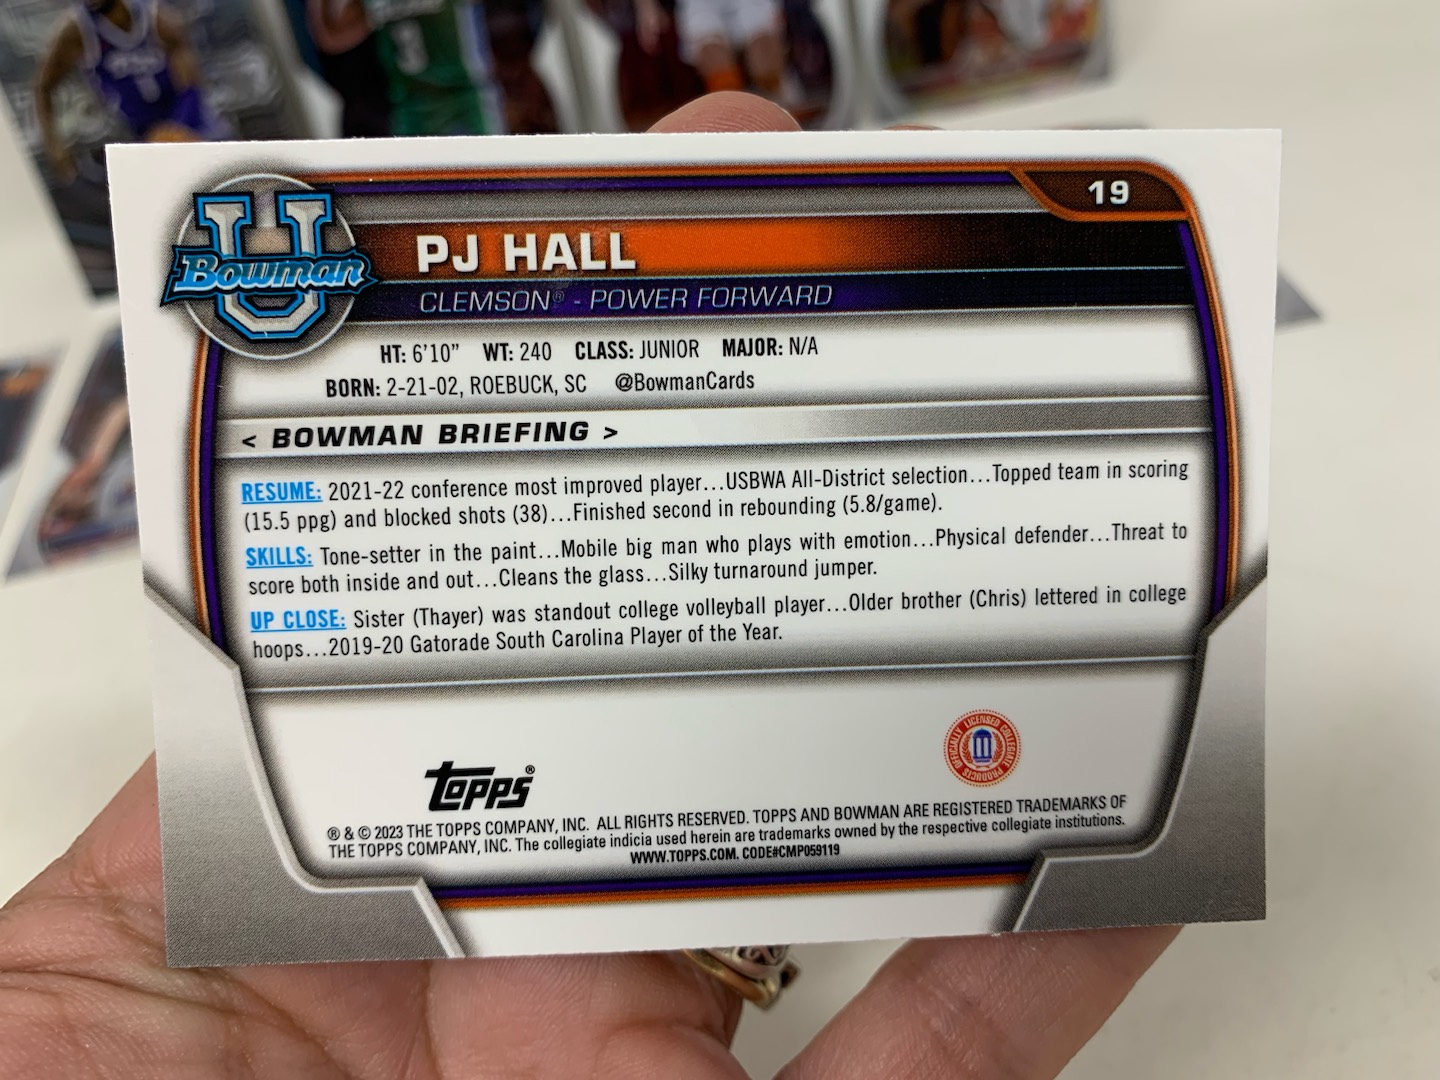 19
U
Bowman
PJ HALL
CLEMSON® - POWER FORWARD
HT: 6'10" WT: 240 CLASS: JUNIOR MAJOR: N/A
BORN: 2-21-02, ROEBUCK, SC @BowmanCards
< BOWMAN BRIEFING >
RESUME: 2021-22 conference most improved player...USBWA All-District selection...Topped team in scoring
(15.5 ppg) and blocked shots (38)...Finished second in rebounding (5.8/game).
SKILLS: Tone-setter in the paint...Mobile big man who plays with emotion...Physical defender...Threat to
score both inside and out...Cleans the glass...Silky turnaround jumper.
UP CLOSE: Sister (Thayer) was standout college volleyball player...Older brother (Chris) lettered in college
hoops...2019-20 Gatorade South Carolina Player of the Year.
OFFICIALLY LICENSED COLLEGIATE PRODUCTS
Topps®
® & © 2023 THE TOPPS COMPANY, INC. ALL RIGHTS RESERVED. TOPPS AND BOWMAN ARE REGISTERED TRADEMARKS OF
THE TOPPS COMPANY, INC. The collegiate indicia used herein are trademarks owned by the respective collegiate institutions.
WWW.TOPPS.COM. CODE#CMP059119
3